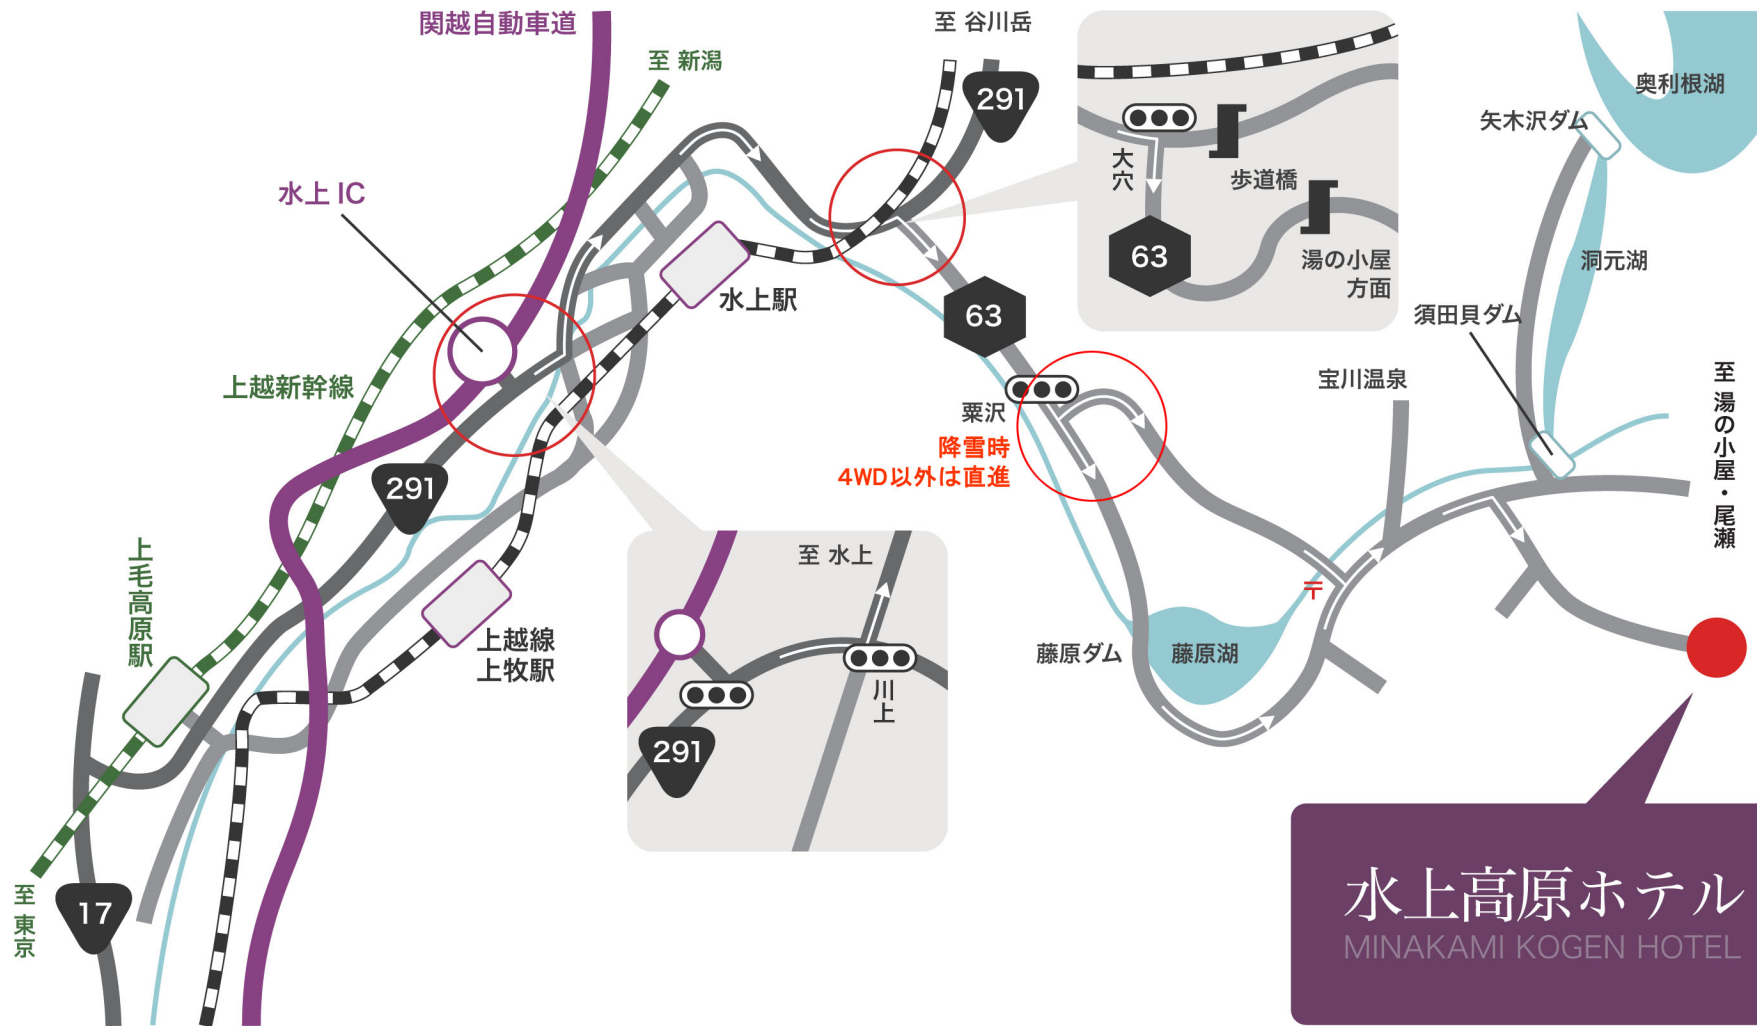 関越自動車道
至 新潟
至 谷川岳
291
水上 IC
水上駅
上越新幹線
291
上毛高原駅
上越線
上牧駅
至 東京
17
大穴
歩道橋
63
湯の小屋
方面
63
栗沢
降雪時
4WD以外は直進
至 水上
川上
291
奥利根湖
矢木沢ダム
洞元湖
須田貝ダム
宝川温泉
至 湯の小屋・尾瀬
〒
藤原ダム
藤原湖
水上高原ホテル
MINAKAMI KOGEN HOTEL